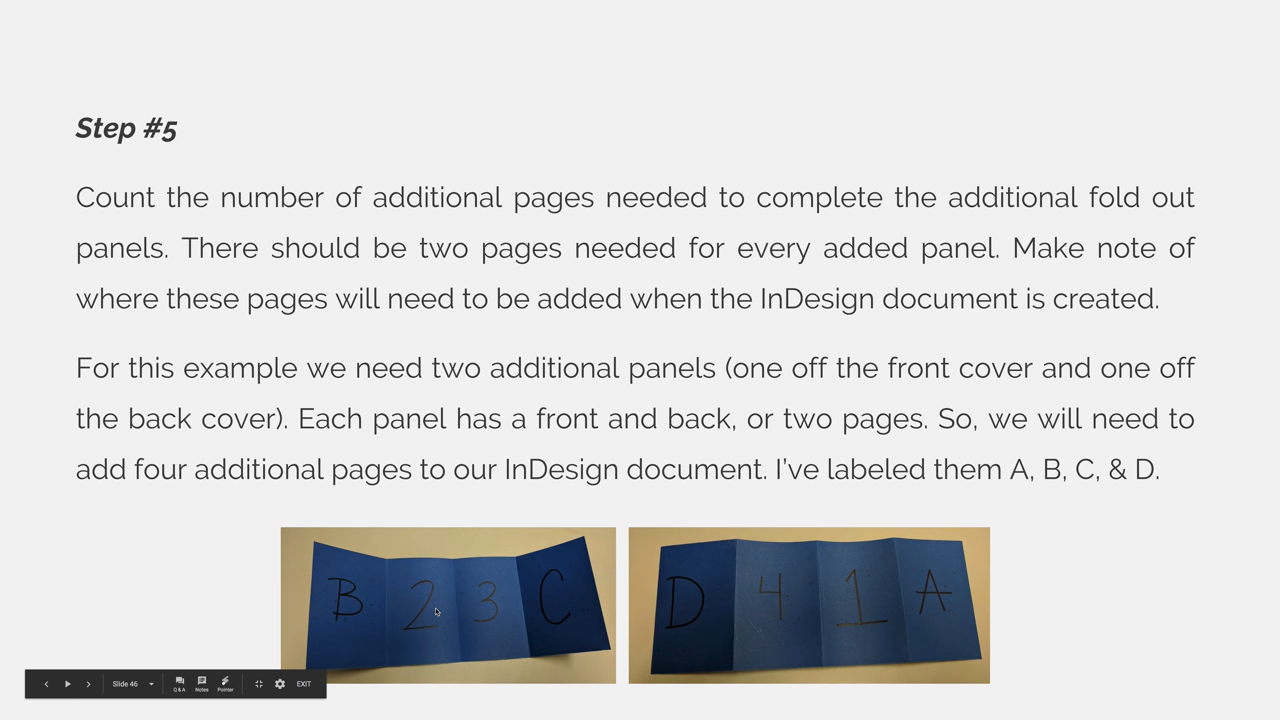 Step #5
Count the number of additional pages needed to complete the additional fold out
panels. There should be two pages needed for every added panel. Make note of
where these pages will need to be added when the InDesign document is created.
For this example we need two additional panels (one off the front cover and one off
the back cover). Each panel has a front and back, or two pages. So, we will need to
add four additional pages to our InDesign document. I’ve labeled them A, B, C, & D.
B 2 3 C
D 4 1 A
Slide 46
Q&A Notes Pointer
EXIT